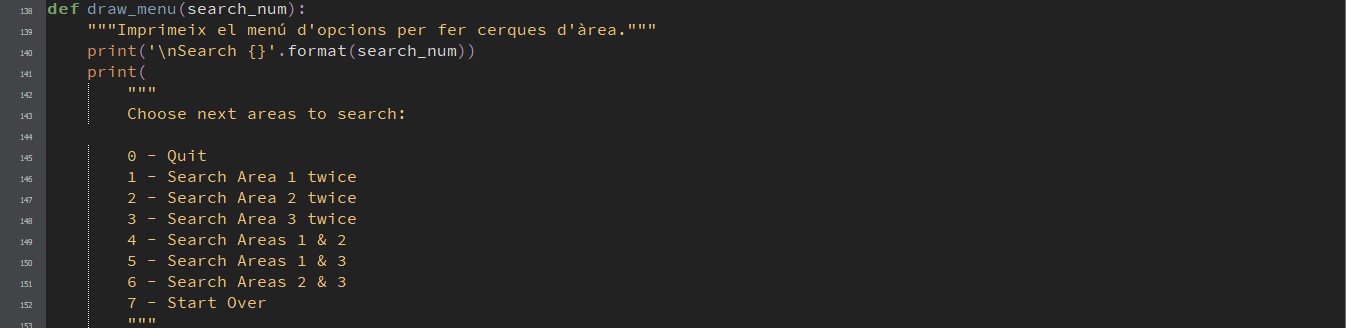 138 def draw_menu(search_num):
139     """Imprimeix el menú d'opcions per fer cerques d'àrea."""
140     print('\nSearch {}'.format(search_num))
141     print(
142         """
143         Choose next areas to search:
144
145         0 - Quit
146         1 - Search Area 1 twice
147         2 - Search Area 2 twice
148         3 - Search Area 3 twice
149         4 - Search Areas 1 & 2
150         5 - Search Areas 1 & 3
151         6 - Search Areas 2 & 3
152         7 - Start Over
153         """